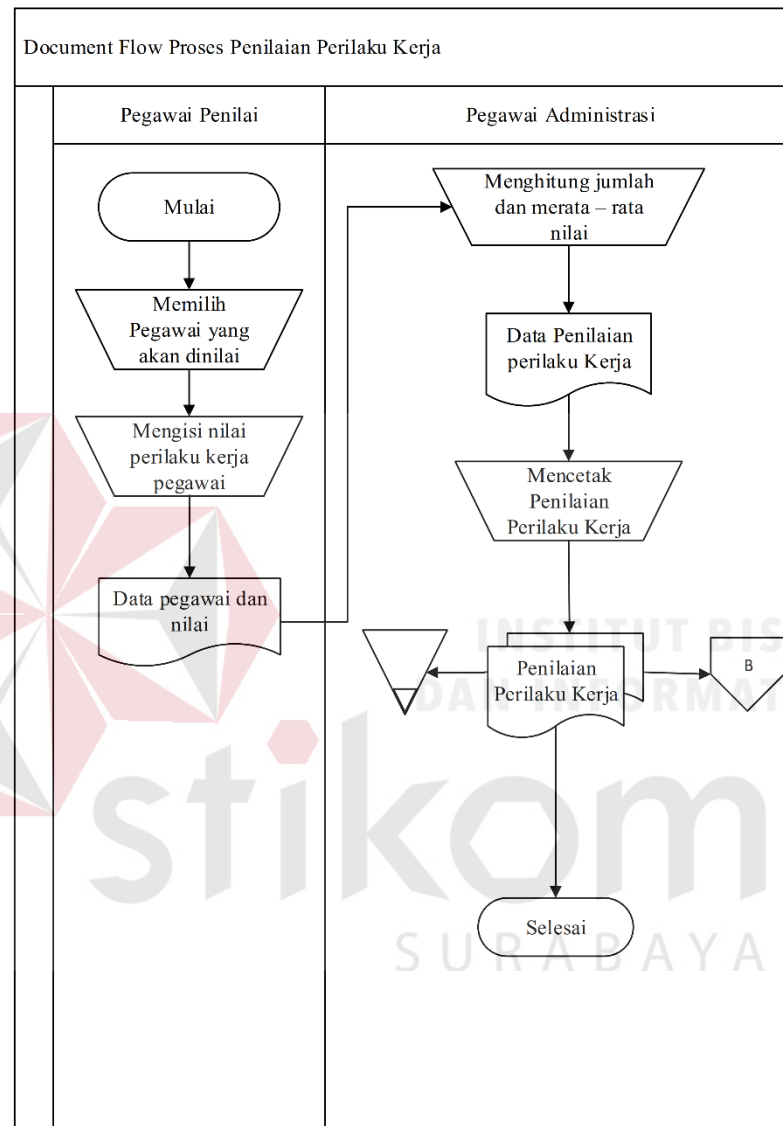 Document Flow Proses Penilaian Perilaku Kerja
Pegawai Penilai
Pegawai Administrasi
Mulai
Memilih
Pegawai yang
akan dinilai
Mengisi nilai
perilaku kerja
pegawai
Data pegawai dan
nilai
Menghitung jumlah
dan merata – rata
nilai
Data Penilaian
perilaku Kerja
Mencetak
Penilaian
Perilaku Kerja
Penilaian
Perilaku Kerja
B
Selesai
INSTITUT BIS
DAN INFORMAT
stikom
SURABAYA